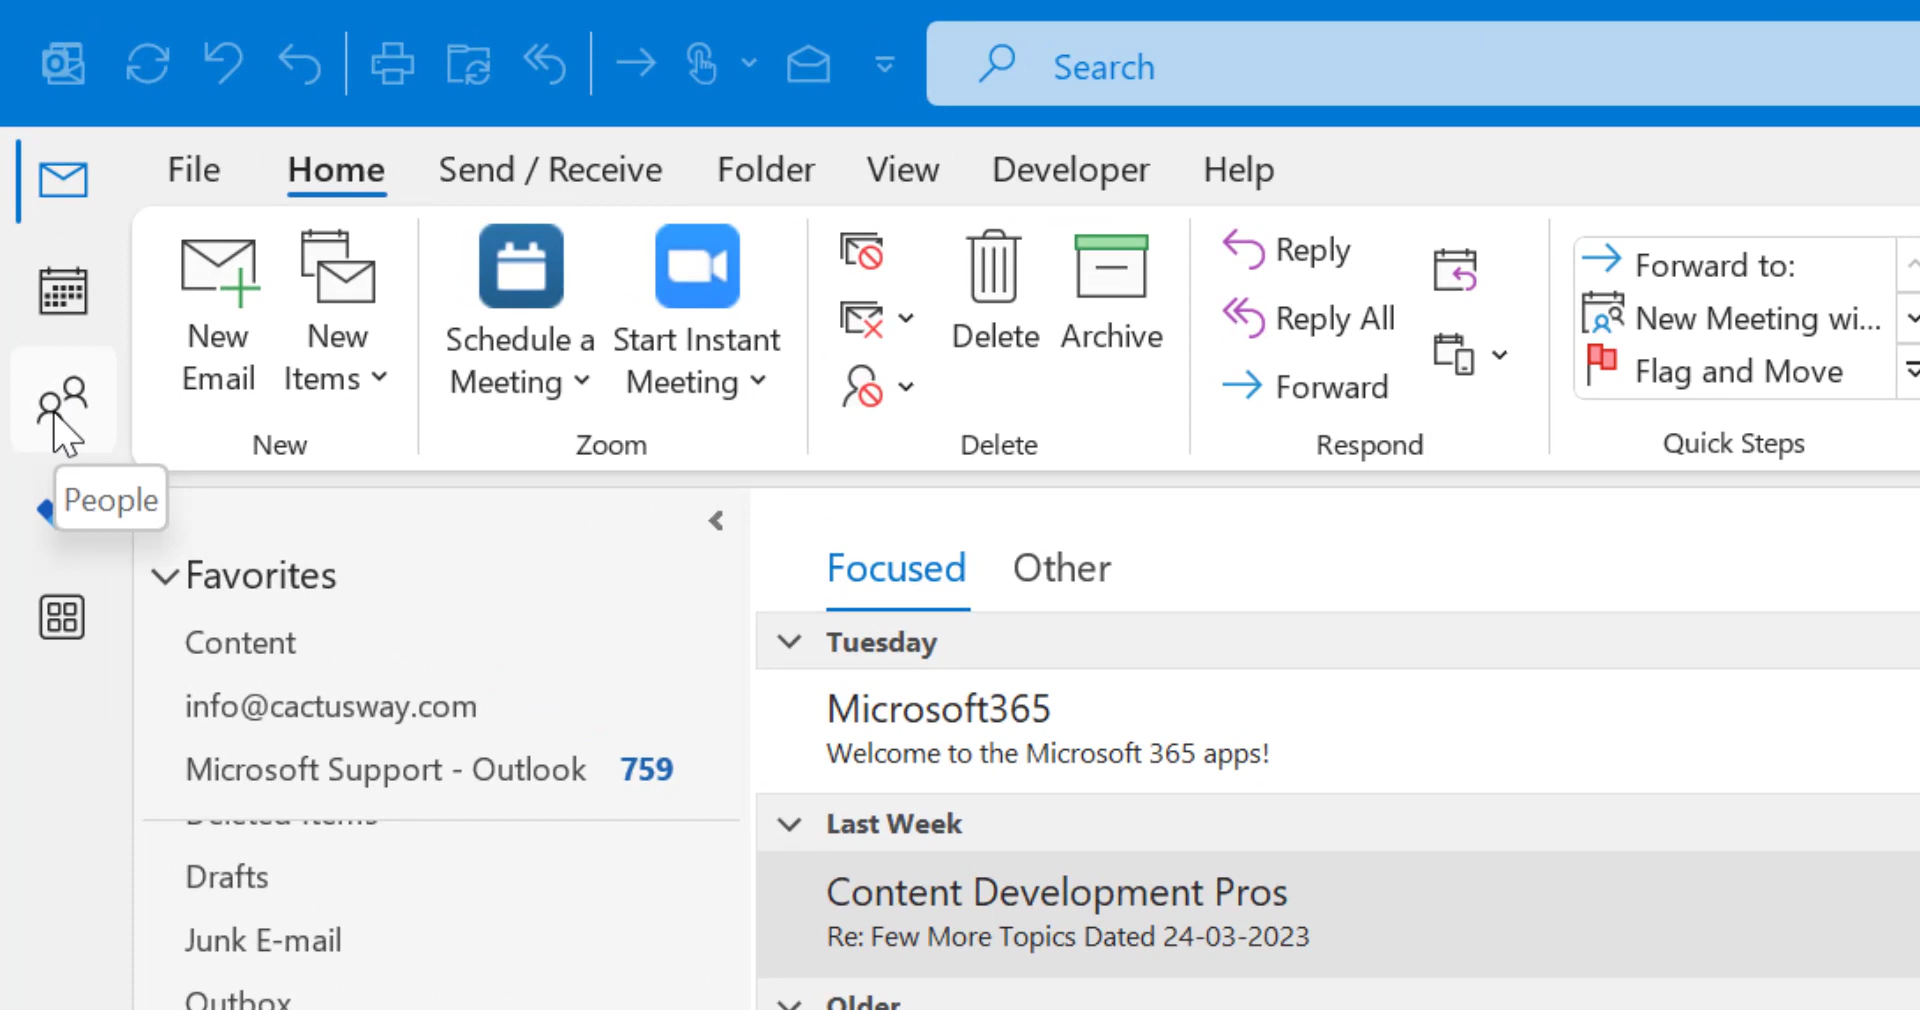 Search
File Home Send / Receive Folder View Developer Help
New Email
New Items
Schedule a Meeting
Start Instant Meeting
Delete
Archive
Reply
Reply All
Forward
Forward to:
New Meeting wi...
Flag and Move
New
Zoom
Delete
Respond
Quick Steps
People
Favorites
Content
info@cactusway.com
Microsoft Support - Outlook 759
Deleted Items
Drafts
Junk E-mail
Outbox
Focused Other
Tuesday
Microsoft365
Welcome to the Microsoft 365 apps!
Last Week
Content Development Pros
Re: Few More Topics Dated 24-03-2023
Older